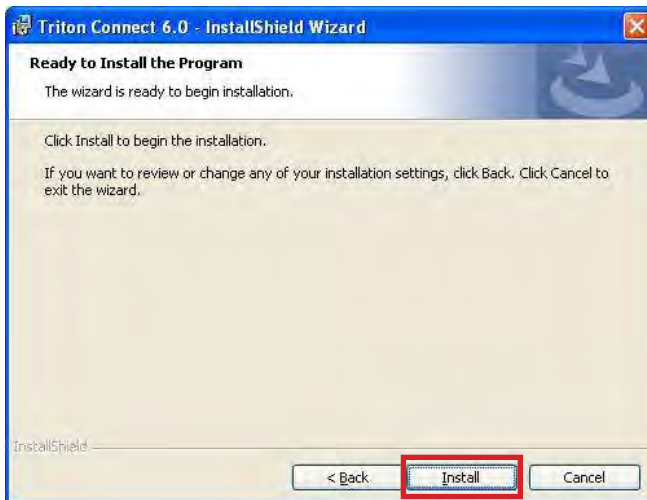 Triton Connect 6.0 - InstallShield Wizard
Ready to Install the Program
The wizard is ready to begin installation.
Click Install to begin the installation.
If you want to review or change any of your installation settings, click Back. Click Cancel to
exit the wizard.
InstallShield
< Back Install Cancel